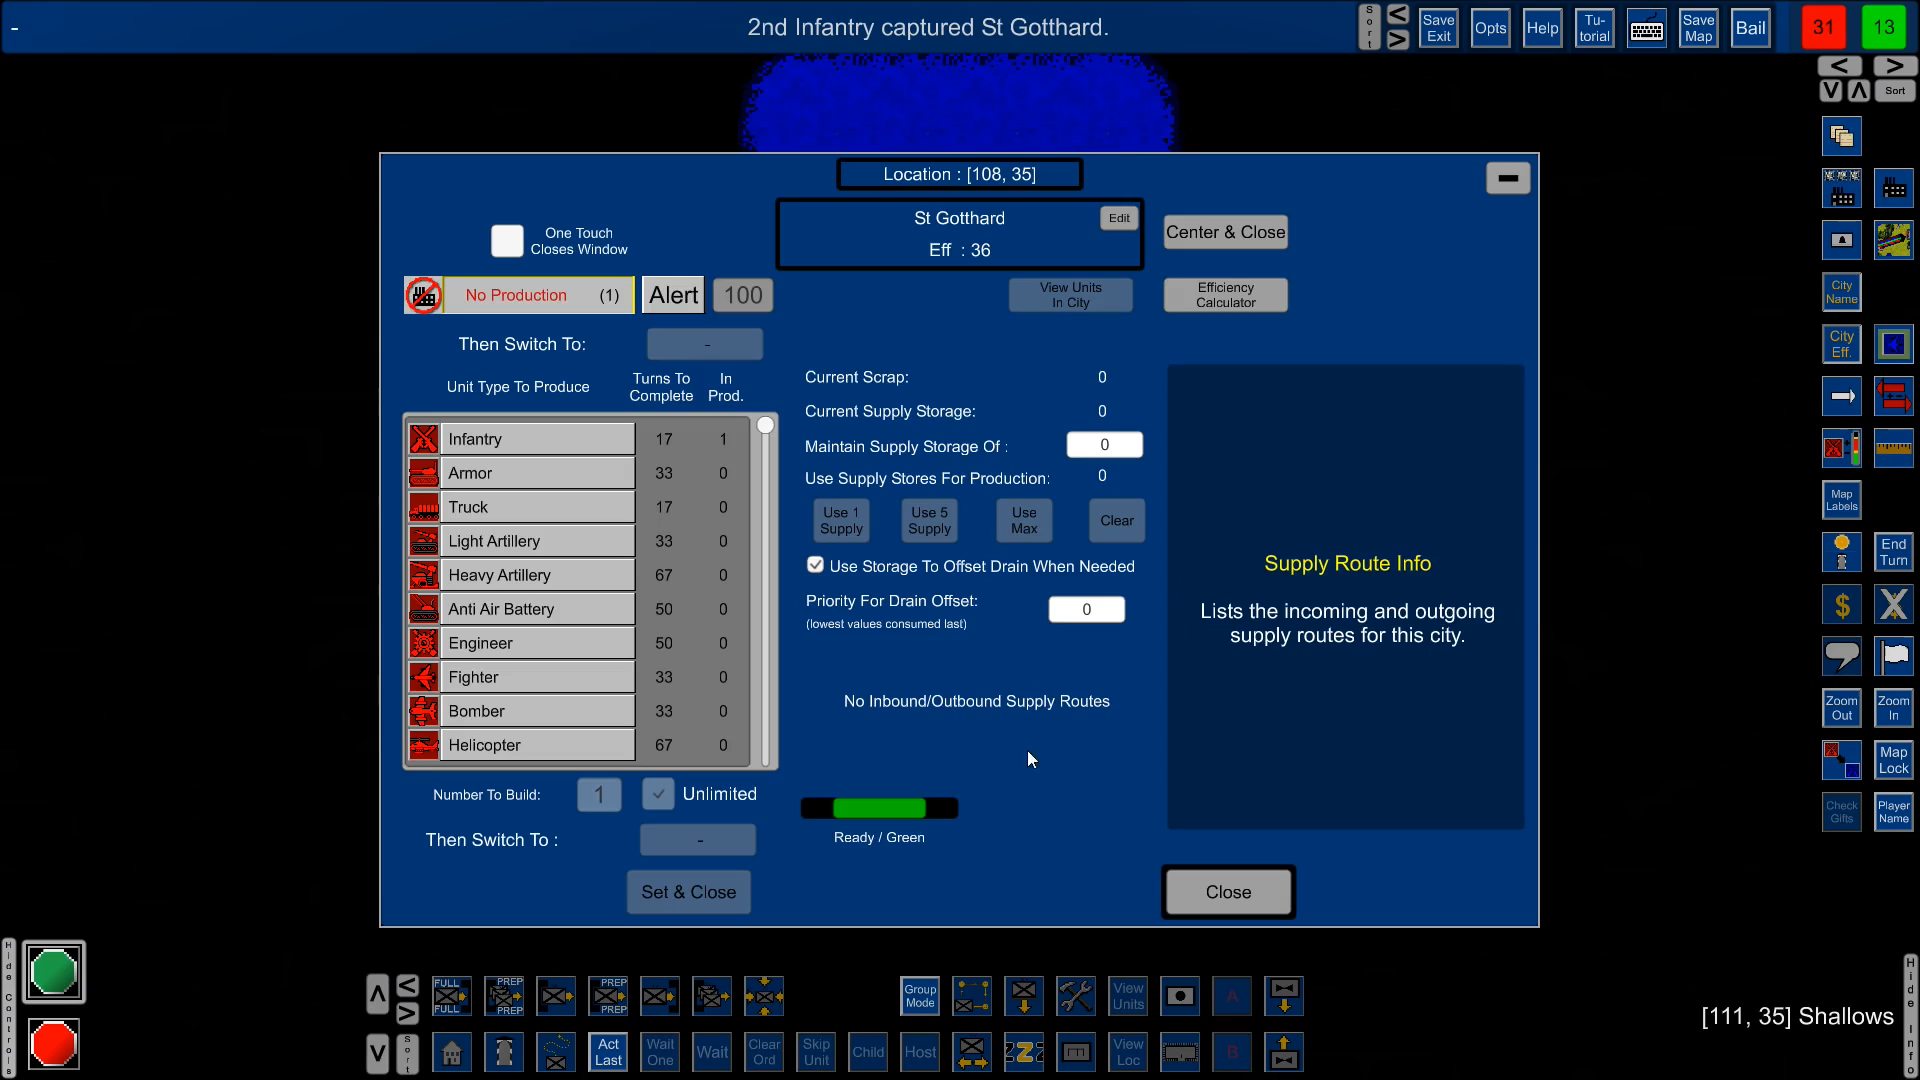 -
2nd Infantry captured St Gotthard.
Sort
<
>
Save Exit
Opts
Help
Tu-torial
Save Map
Bail
31
13
<
>
V
Λ
Sort
Location : [108, 35]
St Gotthard
Edit
Eff : 36
Center & Close
One Touch
Closes Window
No Production (1)
Alert
100
View Units
In City
Efficiency
Calculator
Then Switch To:
-
Unit Type To Produce
Turns To
Complete
In
Prod.
Infantry 17 1
Armor 33 0
Truck 17 0
Light Artillery 33 0
Heavy Artillery 67 0
Anti Air Battery 50 0
Engineer 50 0
Fighter 33 0
Bomber 33 0
Helicopter 67 0
Number To Build:
1
Unlimited
Then Switch To :
-
Set & Close
Current Scrap: 0
Current Supply Storage: 0
Maintain Supply Storage Of : 0
Use Supply Stores For Production: 0
Use 1
Supply
Use 5
Supply
Use
Max
Clear
Use Storage To Offset Drain When Needed
Priority For Drain Offset: 0
(lowest values consumed last)
No Inbound/Outbound Supply Routes
Ready / Green
Supply Route Info
Lists the incoming and outgoing
supply routes for this city.
Close
City
Name
City
Eff.
Map
Labels
End
Turn
$
X
Zoom
Out
Zoom
In
Map
Lock
Check
Gifts
Player
Name
Hide Controls
Λ
<
>
V
Sort
FULL
FULL
PREP
PREP
PREP
Group
Mode
View
Units
A
Act
Last
Wait
One
Wait
Clear
Ord
Skip
Unit
Child
Host
ZZZ
View
Loc
B
[111, 35] Shallows
Hide Info